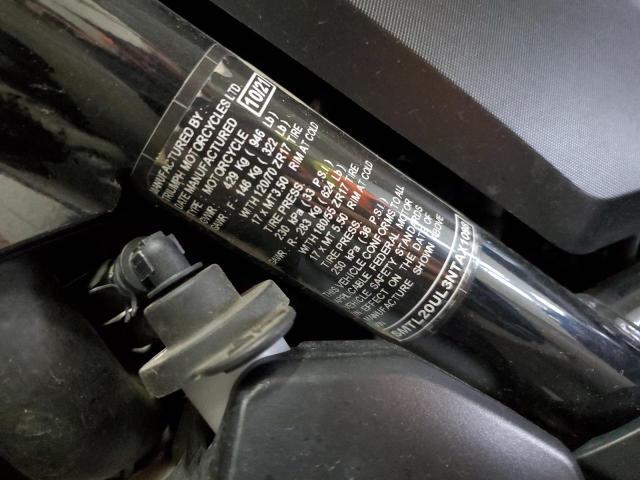 MANUFACTURED BY
TRIUMPH MOTORCYCLES LTD
DATE MANUFACTURED 10/21
TYPE: MOTORCYCLE
GVWR 429 Kg ( 946 Lb)
GAWR : F - 146 Kg ( 322 Lb)
WITH 120/70 ZR17 TIRE
17 x MT 3.50 RIM AT COLD
TIRE PRESS.
230 kPa (33 P.S.I)
GAWR : R - 283 Kg (624 Lb)
WITH 180/55 ZR17 TIRE
17 x MT 5.50 RIM AT COLD
TIRE PRESS.
250 kPa (36 P.S.I)
THIS VEHICLE CONFORMS TO ALL
APPLICABLE FEDERAL MOTOR
VEHICLE SAFETY STANDARDS
IN EFFECT ON THE DATE OF
MANUFACTURE SHOWN ABOVE